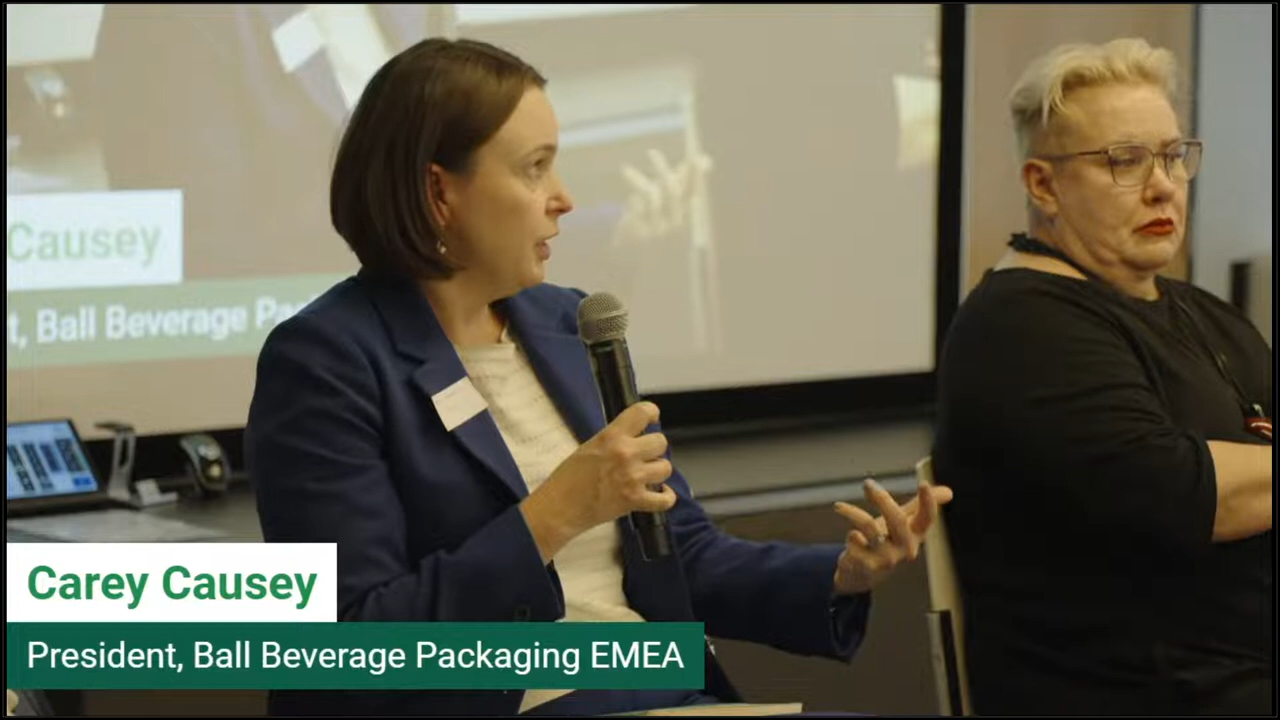 Causey
t, Ball Beverage Pa
Carey Causey
President, Ball Beverage Packaging EMEA